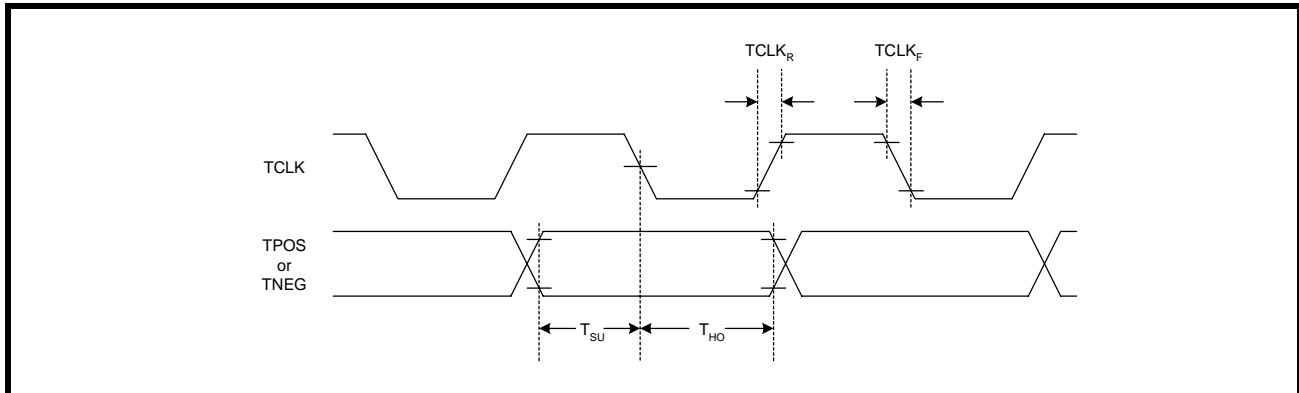 TCLKR TCLKF
TCLK
TPOS
or
TNEG
TSU THO